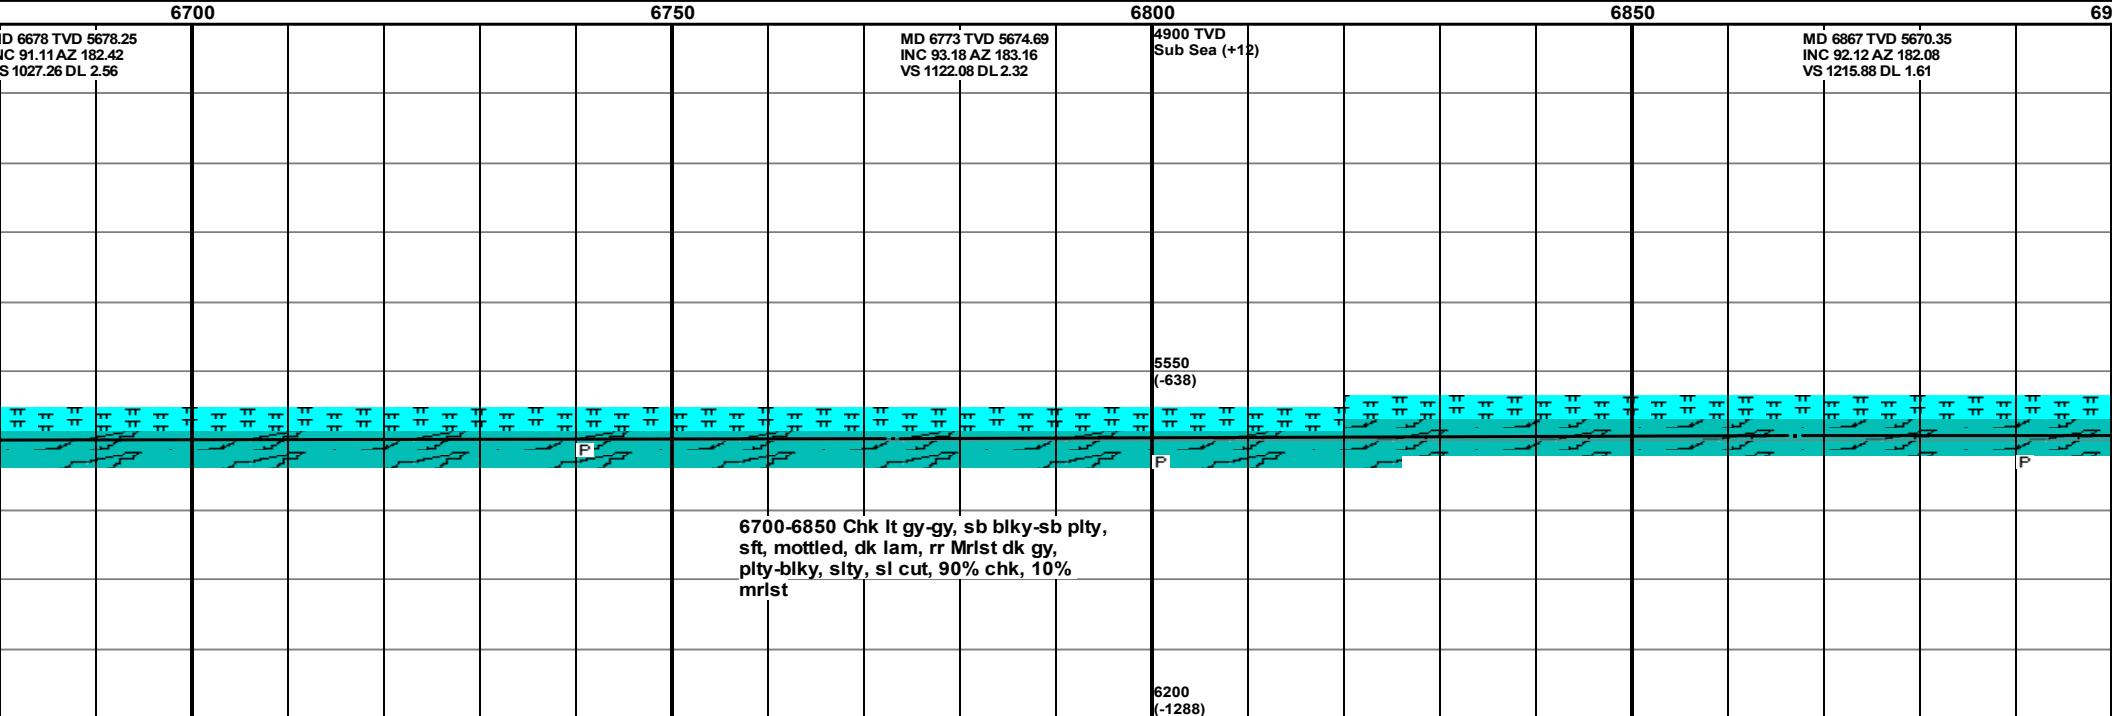 6700 6750 6800 6850 69
D 6678 TVD 5678.25
NC 91.11 AZ 182.42
S 1027.26 DL 2.56
MD 6773 TVD 5674.69
INC 93.18 AZ 183.16
VS 1122.08 DL 2.32
4900 TVD
Sub Sea (+12)
MD 6867 TVD 5670.35
INC 92.12 AZ 182.08
VS 1215.88 DL 1.61
5550
(-638)
P
P
P
6700-6850 Chk lt gy-gy, sb blky-sb plty,
sft, mottled, dk lam, rr Mrlst dk gy,
plty-blky, slty, sl cut, 90% chk, 10%
mrlst
6200
(-1288)